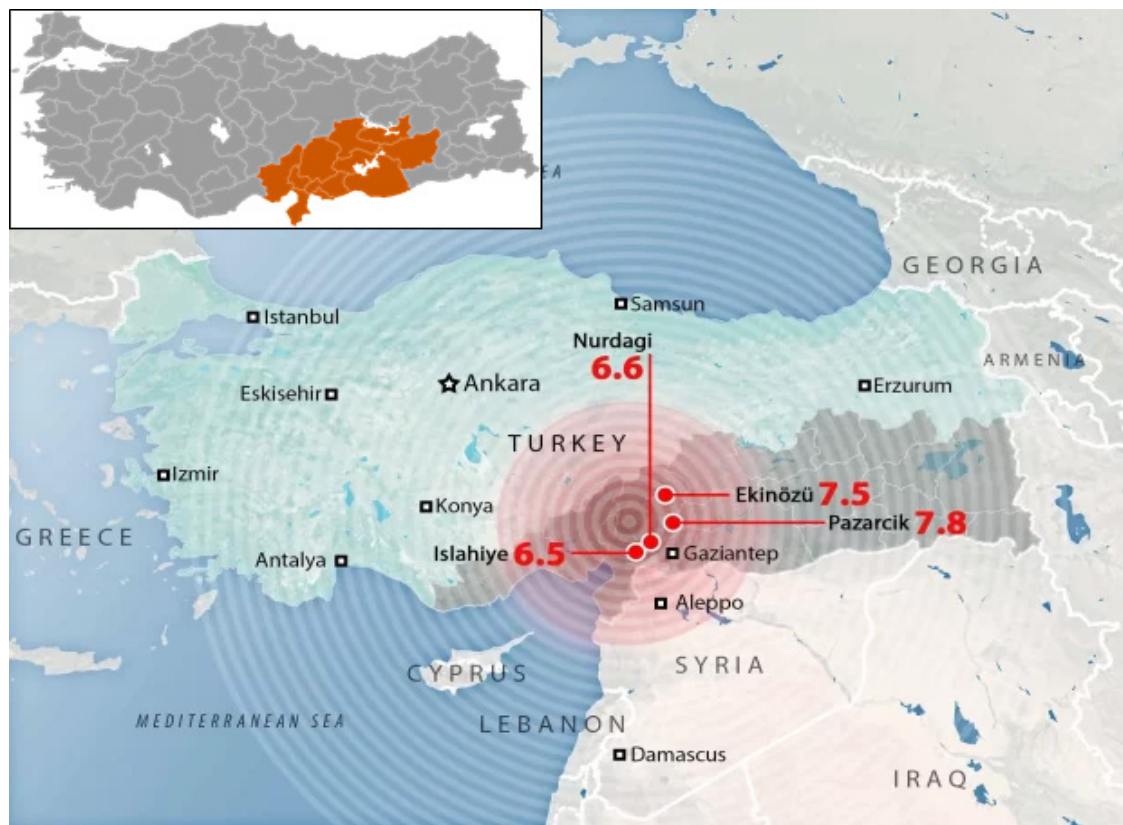 EA
GEORGIA
Istanbul
Samsun
Nurdagi
6.6
ARMENIA
Eskisehir
Ankara
Erzurum
TURKEY
Izmir
Ekinözü 7.5
Konya
Pazarcik 7.8
GREECE
Islahiye 6.5
Gaziantep
Antalya
Aleppo
CYPRUS
SYRIA
MEDITERRANEAN SEA
LEBANON
Damascus
IRAQ